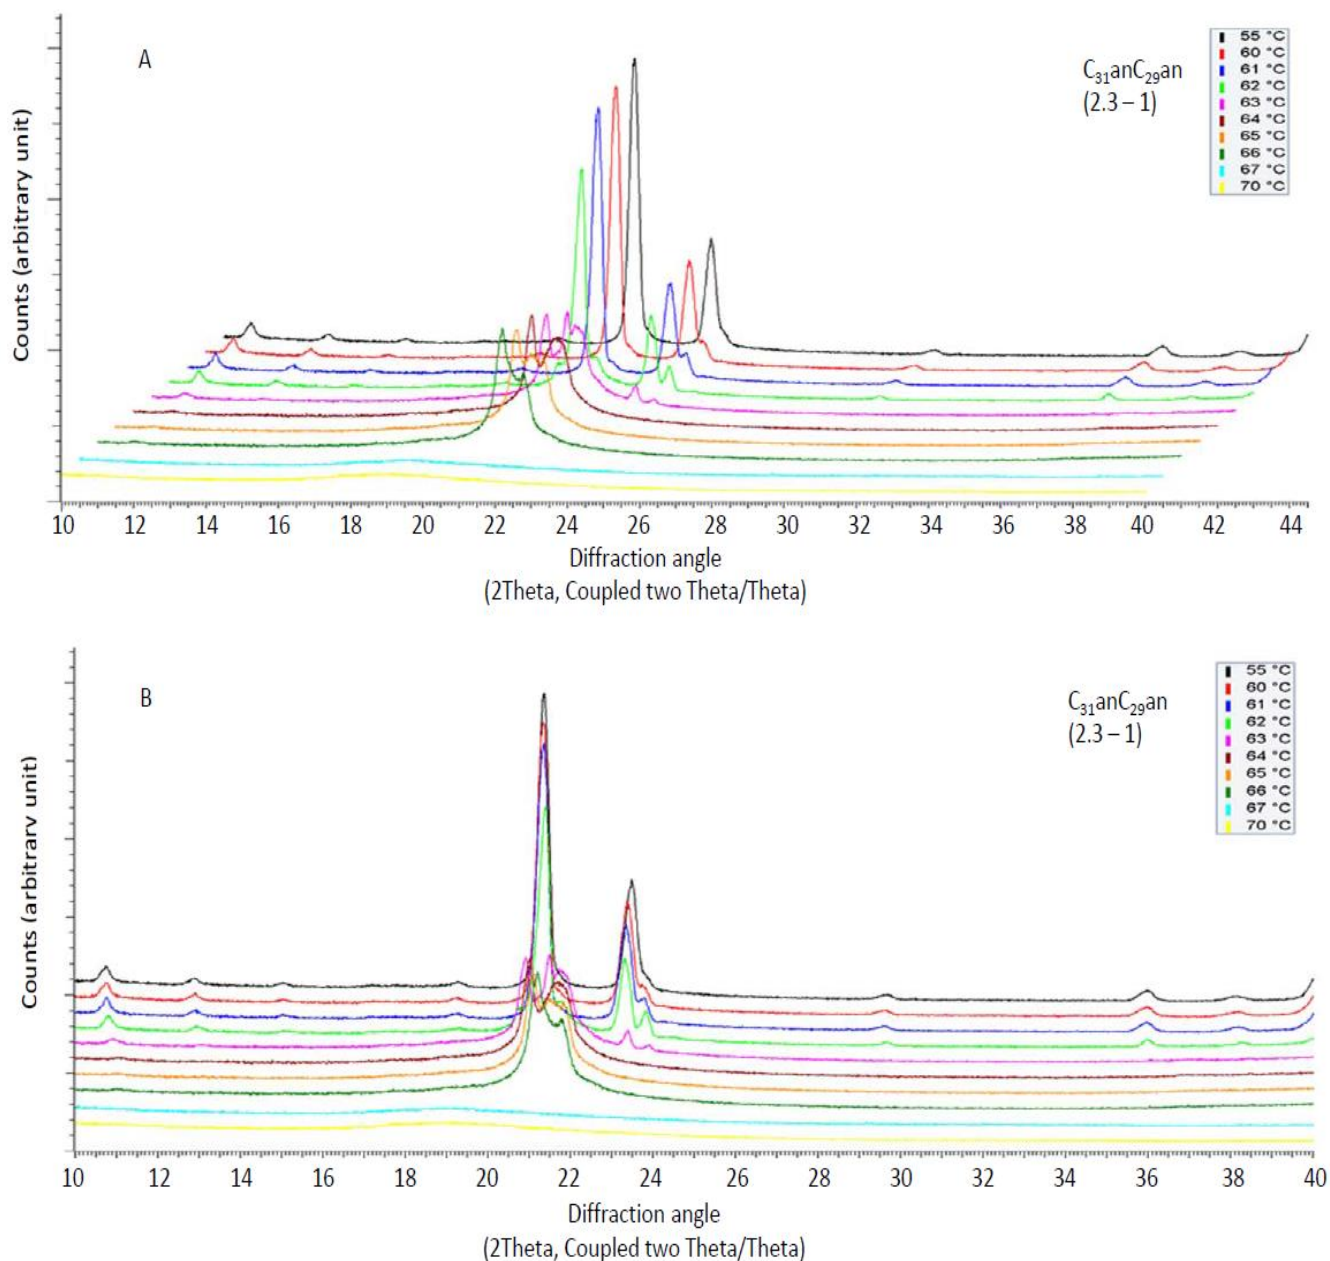 A
C31anC29an
(2.3 – 1)
55 °C
60 °C
61 °C
62 °C
63 °C
64 °C
65 °C
66 °C
67 °C
70 °C
Counts (arbitrary unit)
10 12 14 16 18 20 22 24 26 28 30 32 34 36 38 40 42 44
Diffraction angle
(2Theta, Coupled two Theta/Theta)
B
C31anC29an
(2.3 – 1)
55 °C
60 °C
61 °C
62 °C
63 °C
64 °C
65 °C
66 °C
67 °C
70 °C
Counts (arbitrary unit)
10 12 14 16 18 20 22 24 26 28 30 32 34 36 38 40
Diffraction angle
(2Theta, Coupled two Theta/Theta)